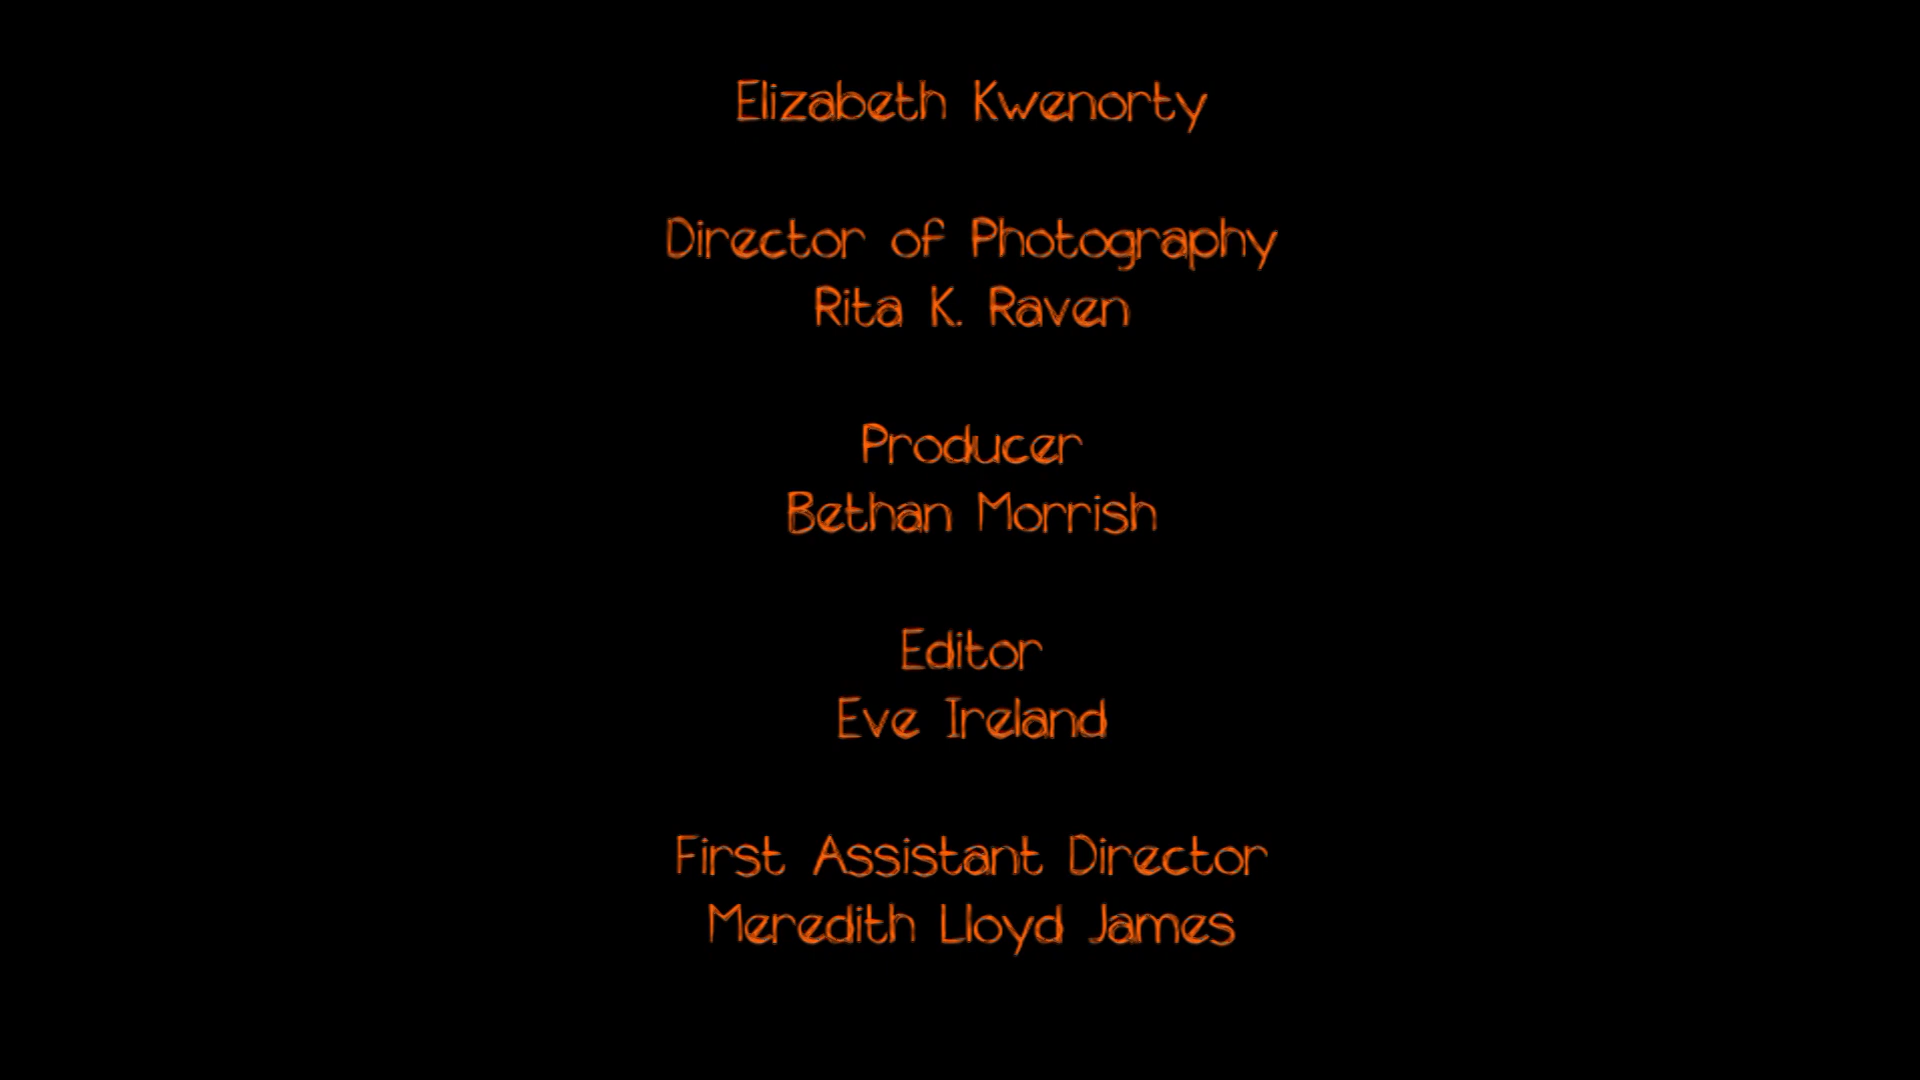 Elizabeth Kwenorty
Director of Photography
Rita K. Raven
Producer
Bethan Morrish
Editor
Eve Ireland
First Assistant Director
Meredith Lloyd James